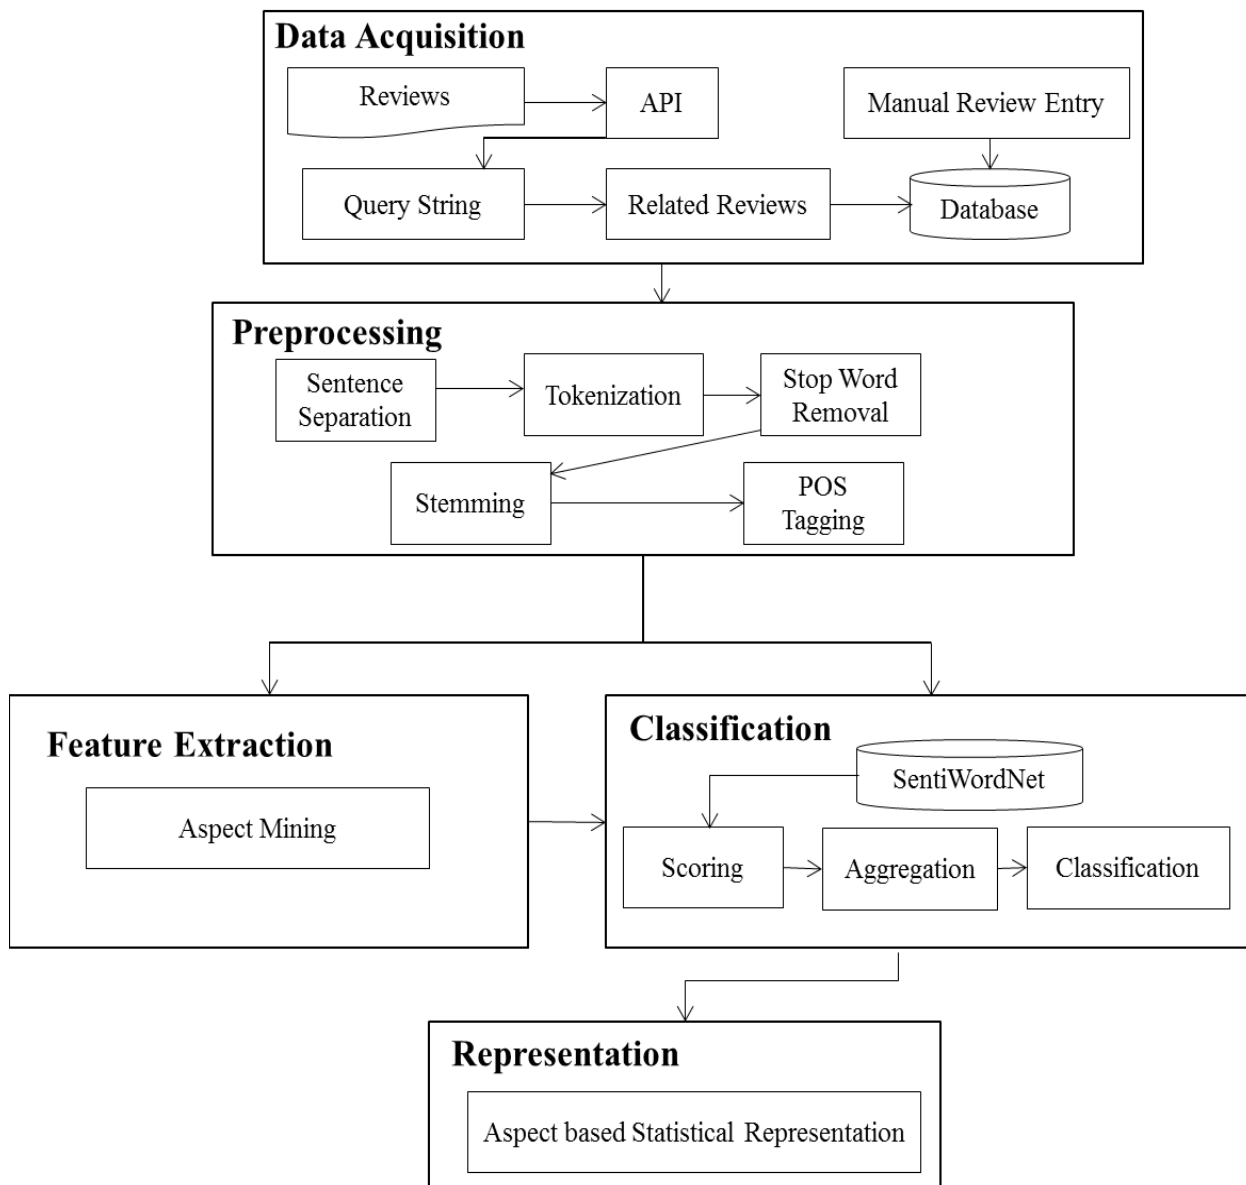 Data Acquisition
Reviews
API
Manual Review Entry
Query String
Related Reviews
Database
Preprocessing
Sentence
Separation
Tokenization
Stop Word
Removal
Stemming
POS
Tagging
Feature Extraction
Aspect Mining
Classification
SentiWordNet
Scoring
Aggregation
Classification
Representation
Aspect based Statistical Representation